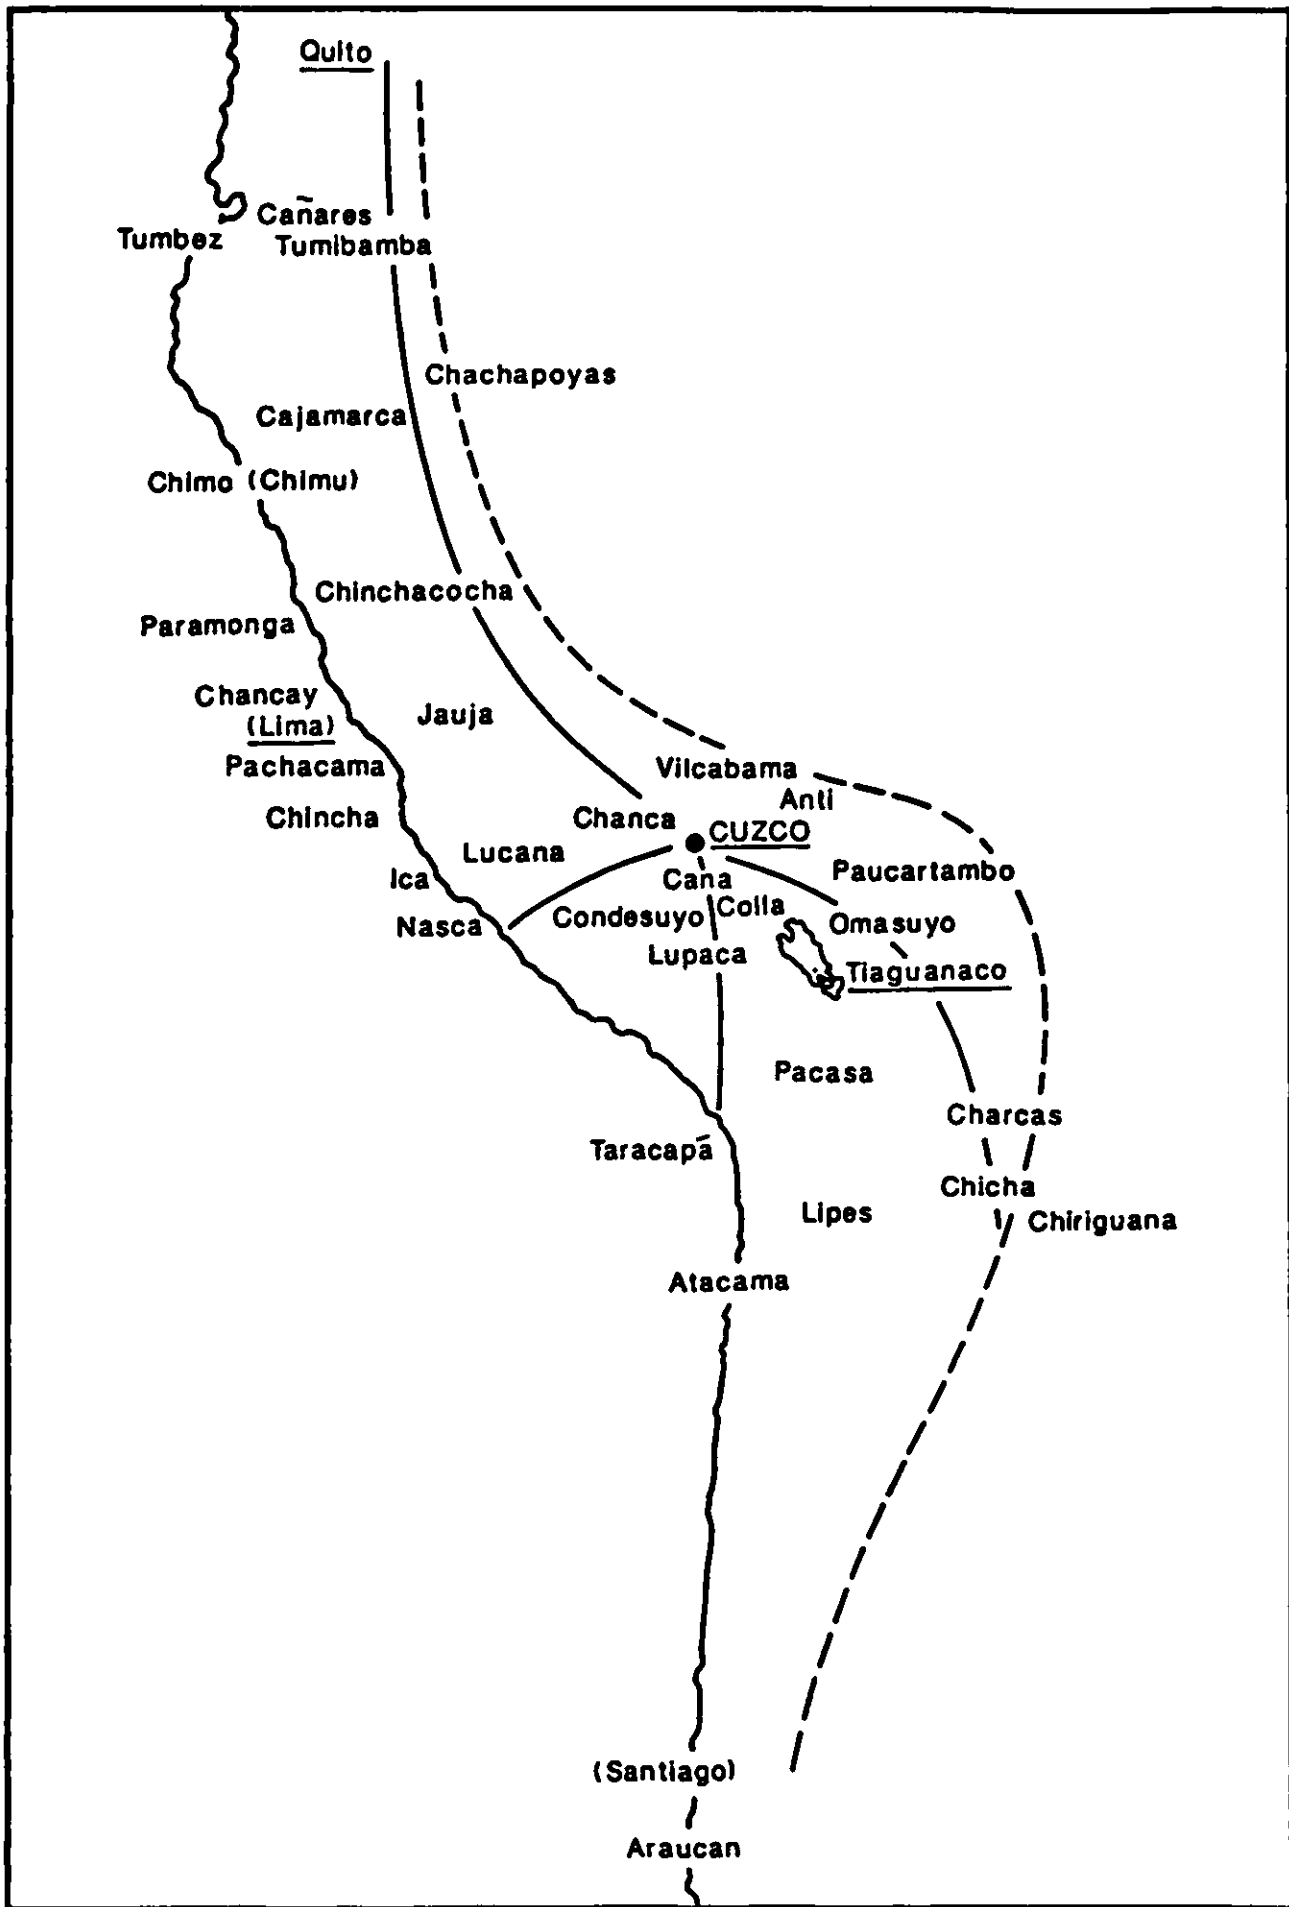 Quito
Cañares
Tumbez
Tumibamba
Chachapoyas
Cajamarca
Chimo (Chimu)
Chinchacocha
Paramonga
Chancay
(Lima)
Jauja
Pachacama
Vilcabama
Anti
Chincha
Chanca
CUZCO
Lucana
Ica
Cana
Paucartambo
Nasca
Condesuyo
Colla
Omasuyo
Lupaca
Tiaguanaco
Pacasa
Charcas
Taracapā
Chicha
Lipes
Chiriguana
Atacama
(Santiago)
Araucan